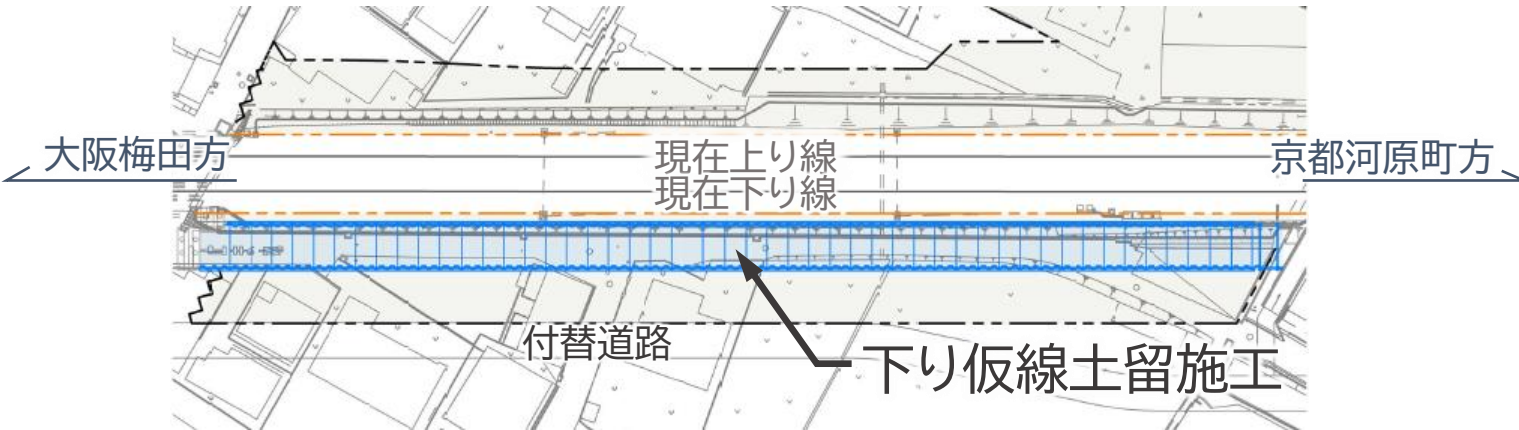 大阪梅田方
現在上り線
現在下り線
京都河原町方
付替道路
下り仮線土留施工